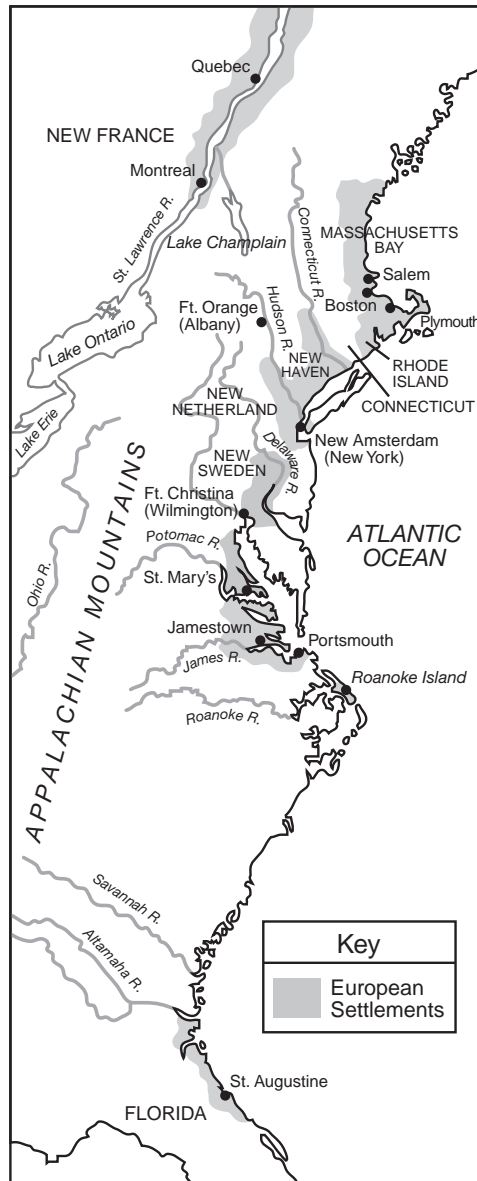 Quebec
NEW FRANCE
Montreal
St. Lawrence R.
Lake Champlain
Connecticut R.
MASSACHUSETTS
BAY
Salem
Boston
Plymouth
Ft. Orange
(Albany)
Hudson R.
Lake Ontario
NEW
HAVEN
RHODE
ISLAND
CONNECTICUT
Lake Erie
NEW
NETHERLAND
New Amsterdam
(New York)
NEW
SWEDEN
Delaware R.
Ft. Christina
(Wilmington)
Potomac R.
ATLANTIC
OCEAN
Ohio R.
APPALACHIAN MOUNTAINS
St. Mary's
Jamestown
Portsmouth
James R.
Roanoke Island
Roanoke R.
Savannah R.
Altamaha R.
Key
European
Settlements
St. Augustine
FLORIDA